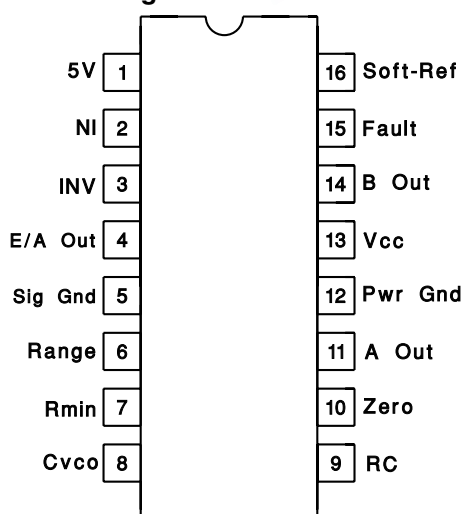 5V 1 16 Soft-Ref
NI 2 15 Fault
INV 3 14 B Out
E/A Out 4 13 Vcc
Sig Gnd 5 12 Pwr Gnd
Range 6 11 A Out
Rmin 7 10 Zero
Cvco 8 9 RC